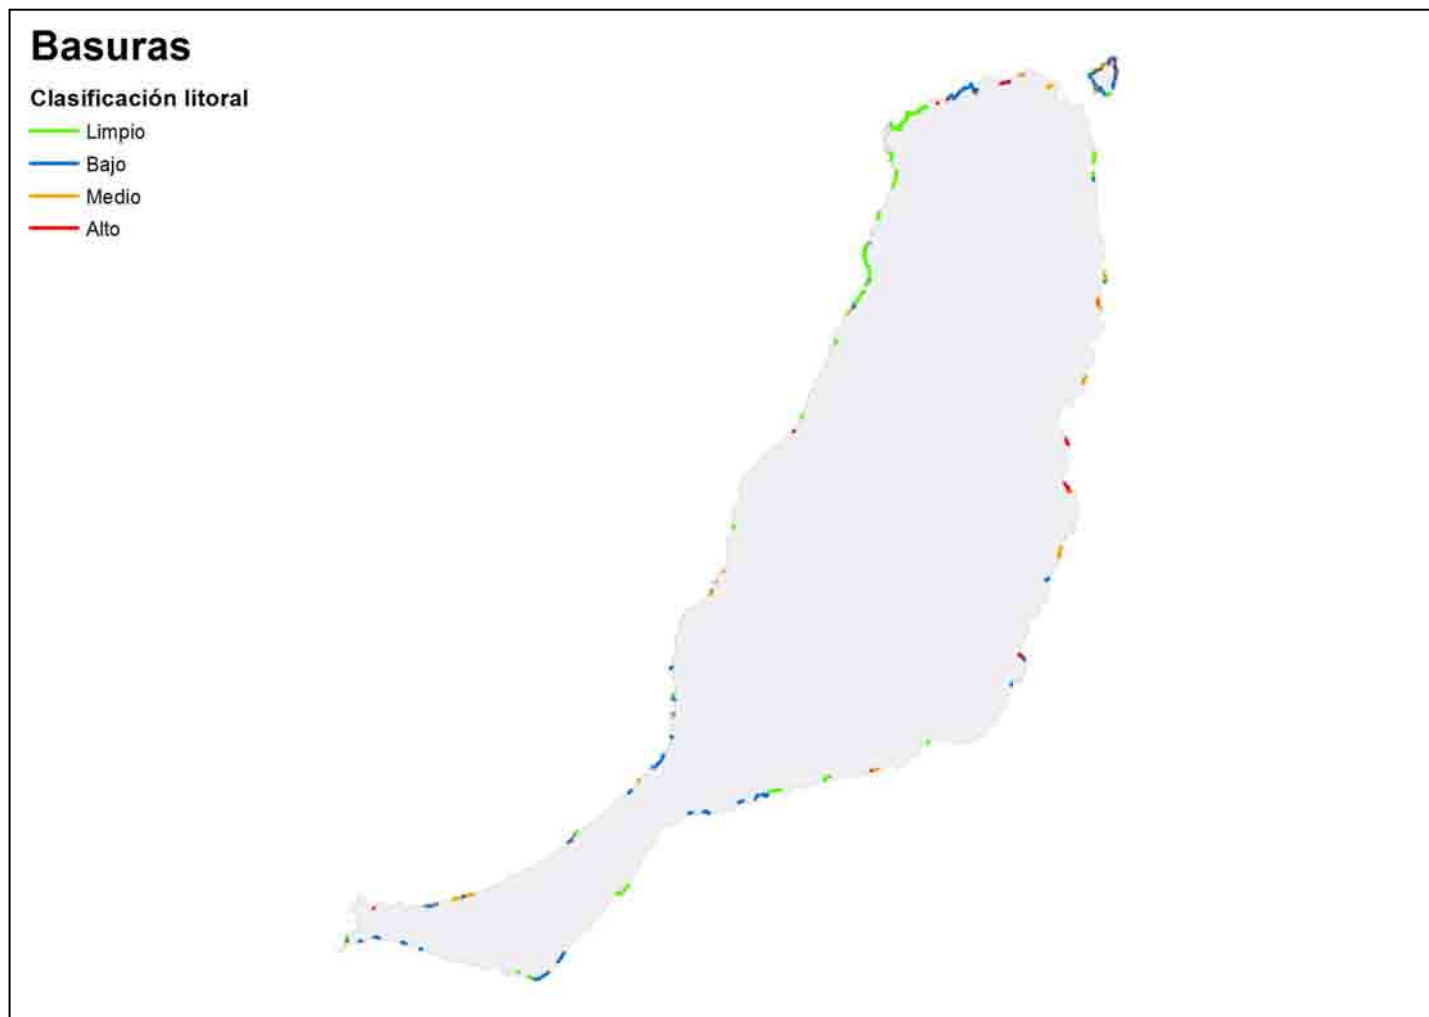 Basuras
Clasificación litoral
Limpio
Bajo
Medio
Alto